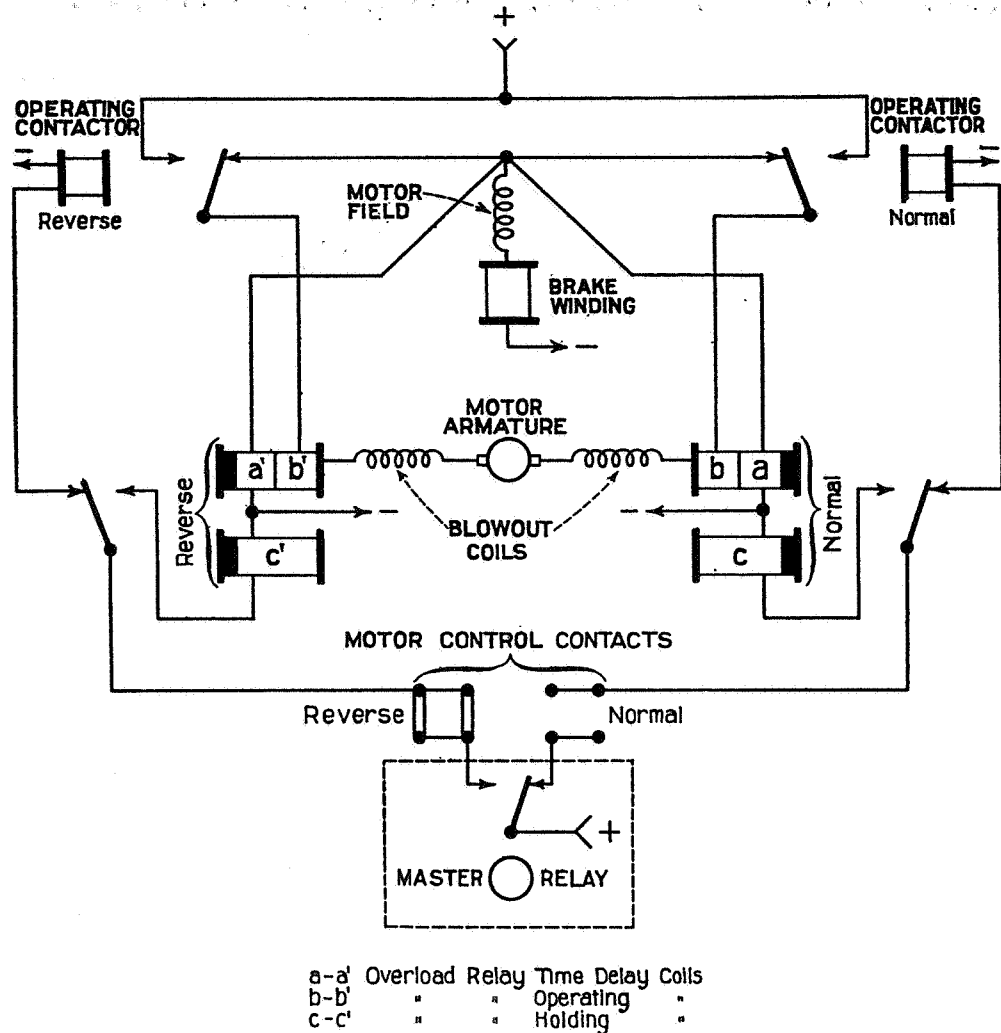 +
OPERATING
CONTACTOR
OPERATING
CONTACTOR
−
−
Reverse
MOTOR
FIELD
Normal
BRAKE
WINDING
−
MOTOR
ARMATURE
a' b'
b a
Reverse
Normal
−
−
BLOWOUT
COILS
c'
c
MOTOR CONTROL CONTACTS
Reverse
Normal
+
MASTER RELAY
a-a' Overload Relay Time Delay Coils
b-b' " " Operating "
c-c' " " Holding "